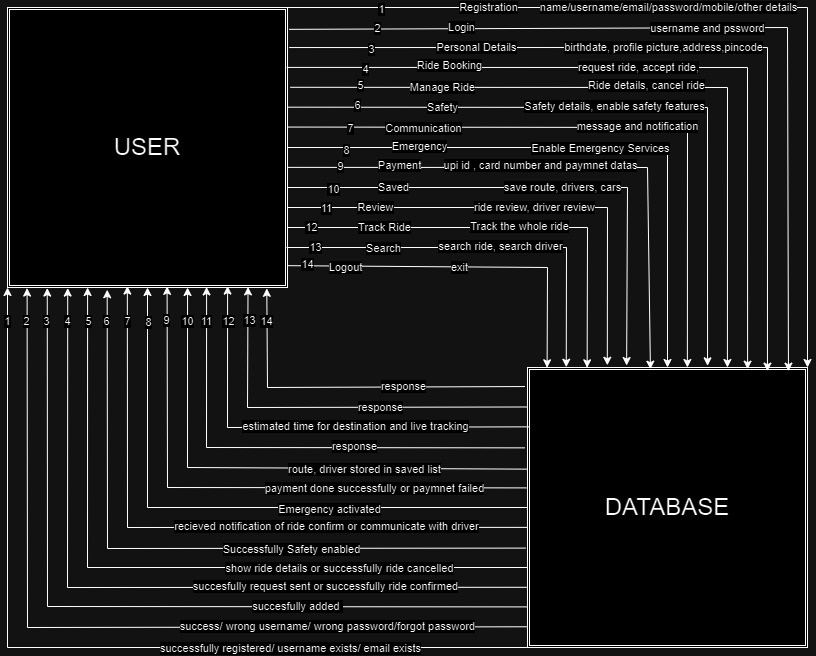 1 Registration name/username/email/password/mobile/other details
2 Login username and pssword
3 Personal Details birthdate, profile picture,address,pincode
4 Ride Booking request ride, accept ride,
5 Manage Ride Ride details, cancel ride
6 Safety Safety details, enable safety features
7 Communication message and notification
USER
8 Emergency Enable Emergency Services
9 Payment upi id , card number and paymnet datas
10 Saved save route, drivers, cars
11 Review ride review, driver review
12 Track Ride Track the whole ride
13 Search search ride, search driver
14 Logout exit
1 2 3 4 5 6 7 8 9 10 11 12 13 14
response
response
estimated time for destination and live tracking
response
route, driver stored in saved list
payment done successfully or paymnet failed
Emergency activated
DATABASE
recieved notification of ride confirm or communicate with driver
Successfully Safety enabled
show ride details or successfully ride cancelled
succesfully request sent or successfully ride confirmed
succesfully added
success/ wrong username/ wrong password/forgot password
successfully registered/ username exists/ email exists